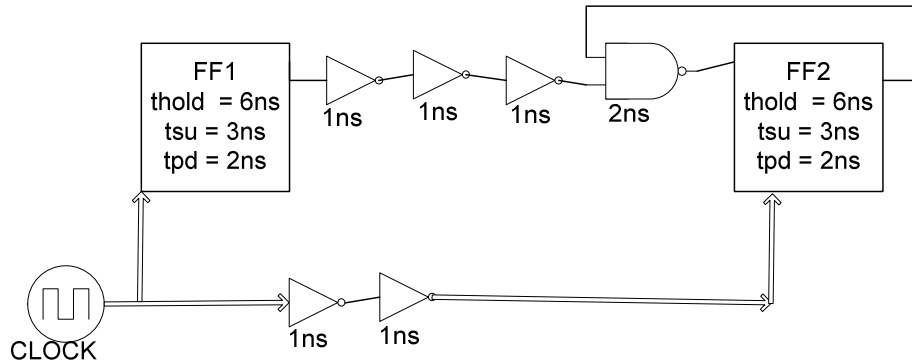 FF1
thold = 6ns
tsu = 3ns
tpd = 2ns
1ns
1ns
1ns
2ns
FF2
thold = 6ns
tsu = 3ns
tpd = 2ns
1ns
1ns
CLOCK